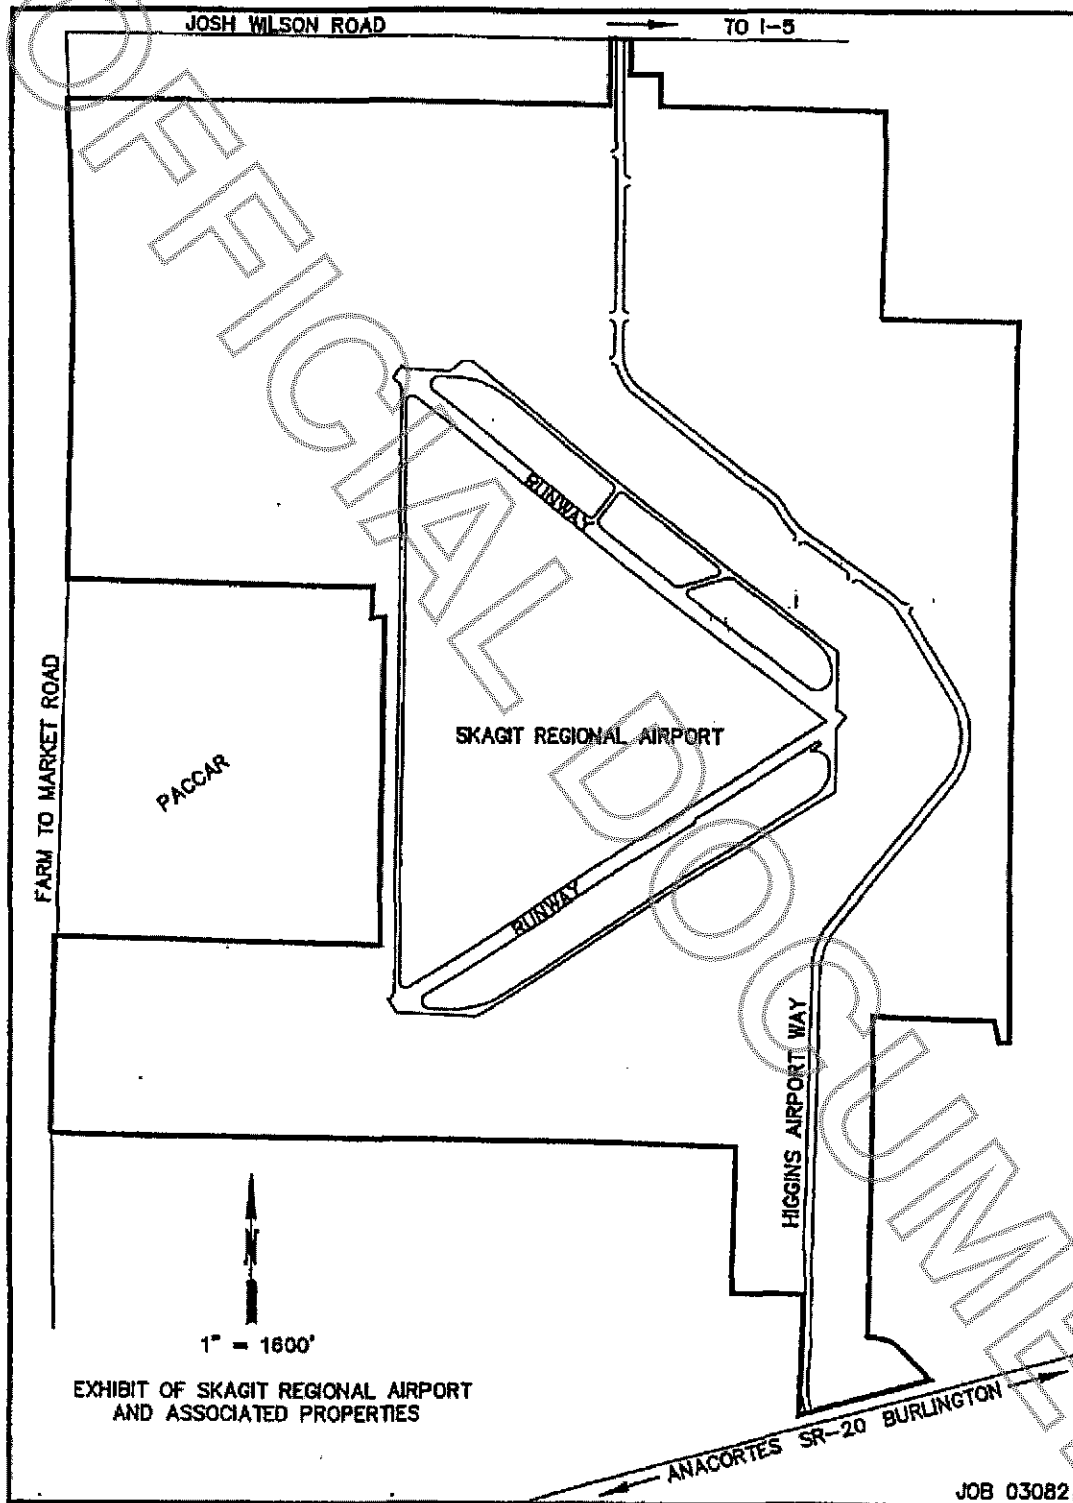 JOSH WILSON ROAD
TO I-5
RUNWAY
SKAGIT REGIONAL AIRPORT
FARM TO MARKET ROAD
PACCAR
RUNWAY
HIGGINS AIRPORT WAY
N
1" = 1600'
EXHIBIT OF SKAGIT REGIONAL AIRPORT
AND ASSOCIATED PROPERTIES
ANACORTES SR-20 BURLINGTON
JOB 03082
OFFICIAL DOCUME